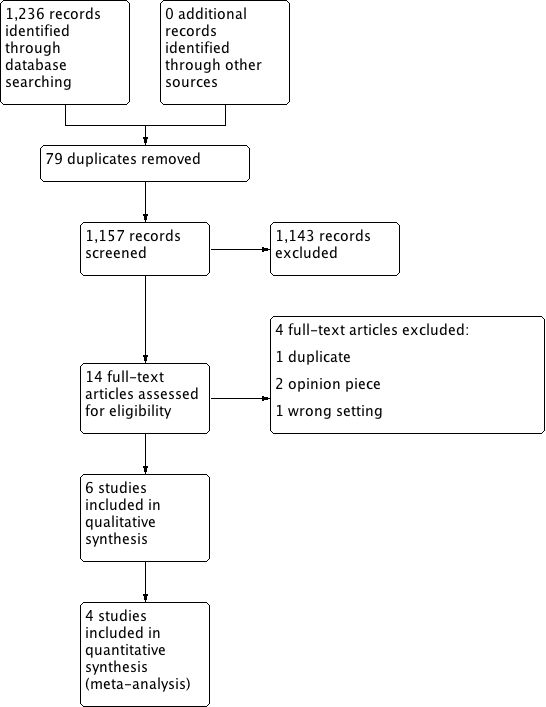 1,236 records
identified
through
database
searching
0 additional
records
identified
through other
sources
79 duplicates removed
1,157 records
screened
1,143 records
excluded
14 full-text
articles assessed
for eligibility
4 full-text articles excluded:
1 duplicate
2 opinion piece
1 wrong setting
6 studies
included in
qualitative
synthesis
4 studies
included in
quantitative
synthesis
(meta-analysis)